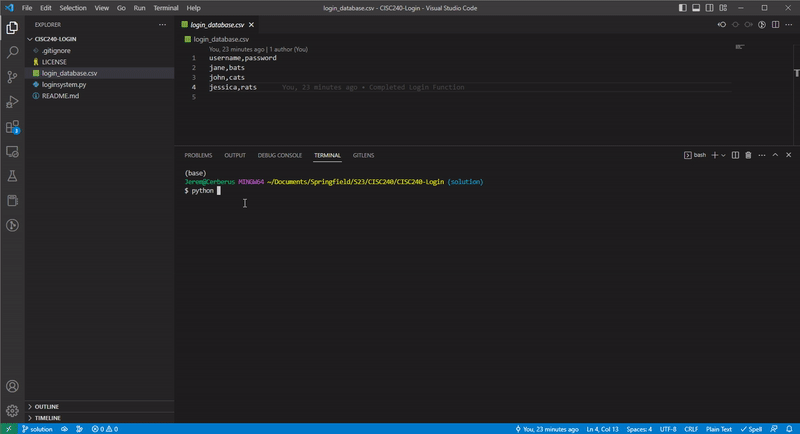 File Edit Selection View Go Run Terminal Help
login_database.csv - CISC240-Login - Visual Studio Code
EXPLORER
CISC240-LOGIN
.gitignore
LICENSE
login_database.csv
loginsystem.py
README.md
OUTLINE
TIMELINE
3
login_database.csv
login_database.csv
You, 23 minutes ago | 1 author (You)
1 username,password
2 jane,bats
3 john,cats
4 jessica,rats You, 23 minutes ago • Completed Login Function
5
PROBLEMS OUTPUT DEBUG CONSOLE TERMINAL GITLENS
bash
(base)
Jerem@Cerberus MINGW64 ~/Documents/Springfield/S23/CISC240/CISC240-Login (solution)
$ python
solution 0 0 You, 23 minutes ago Ln 4, Col 13 Spaces: 4 UTF-8 CRLF Plain Text Spell